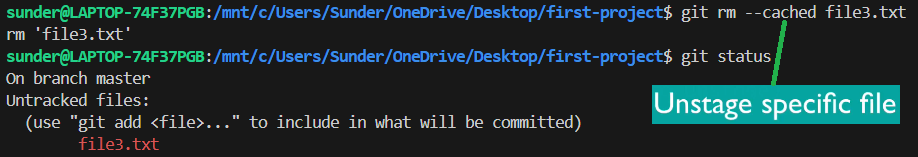 sunder@LAPTOP-74F37PGB:/mnt/c/Users/Sunder/OneDrive/Desktop/first-project$ git rm --cached file3.txt
rm 'file3.txt'
sunder@LAPTOP-74F37PGB:/mnt/c/Users/Sunder/OneDrive/Desktop/first-project$ git status
On branch master
Untracked files:
  (use "git add <file>..." to include in what will be committed)
        file3.txt
Unstage specific file